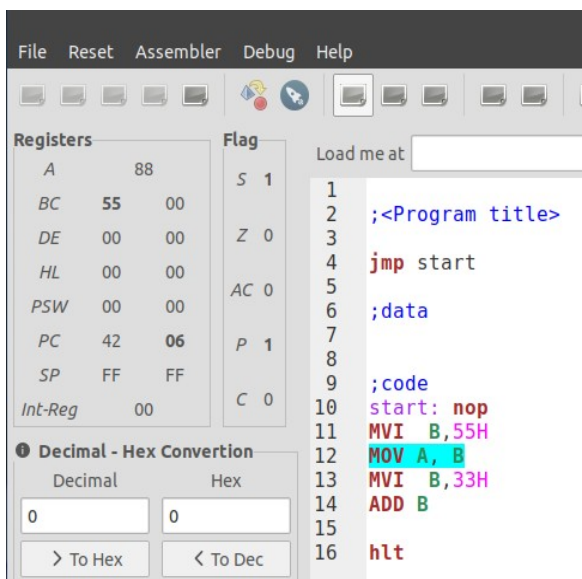 File Reset Assembler Debug Help
Registers
A 88
BC 55 00
DE 00 00
HL 00 00
PSW 00 00
PC 42 06
SP FF FF
Int-Reg 00
Flag
S 1
Z 0
AC 0
P 1
C 0
Decimal - Hex Convertion
Decimal Hex
0 0
> To Hex < To Dec
Load me at
1
2 ;<Program title>
3
4 jmp start
5
6 ;data
7
8
9 ;code
10 start: nop
11 MVI B,55H
12 MOV A, B
13 MVI B,33H
14 ADD B
15
16 hlt